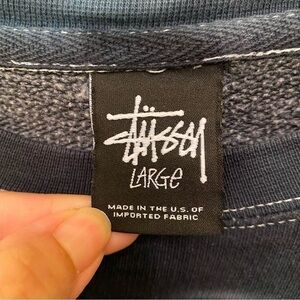 Stüssy
LARGE
MADE IN THE U.S. OF
IMPORTED FABRIC